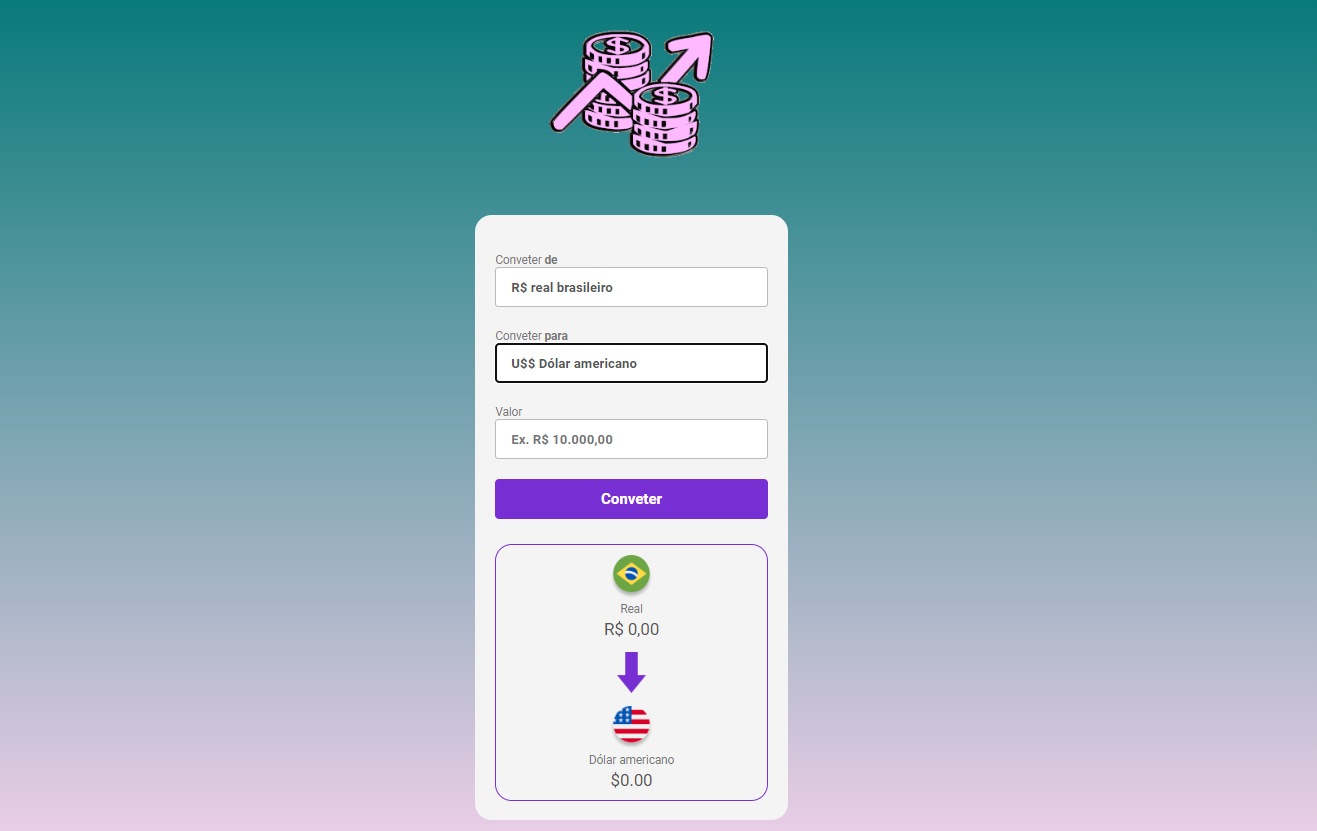 $
$
Conveter de
R$ real brasileiro
Conveter para
U$$ Dólar americano
Valor
Ex. R$ 10.000,00
Conveter
Real
R$ 0,00
Dólar americano
$0.00